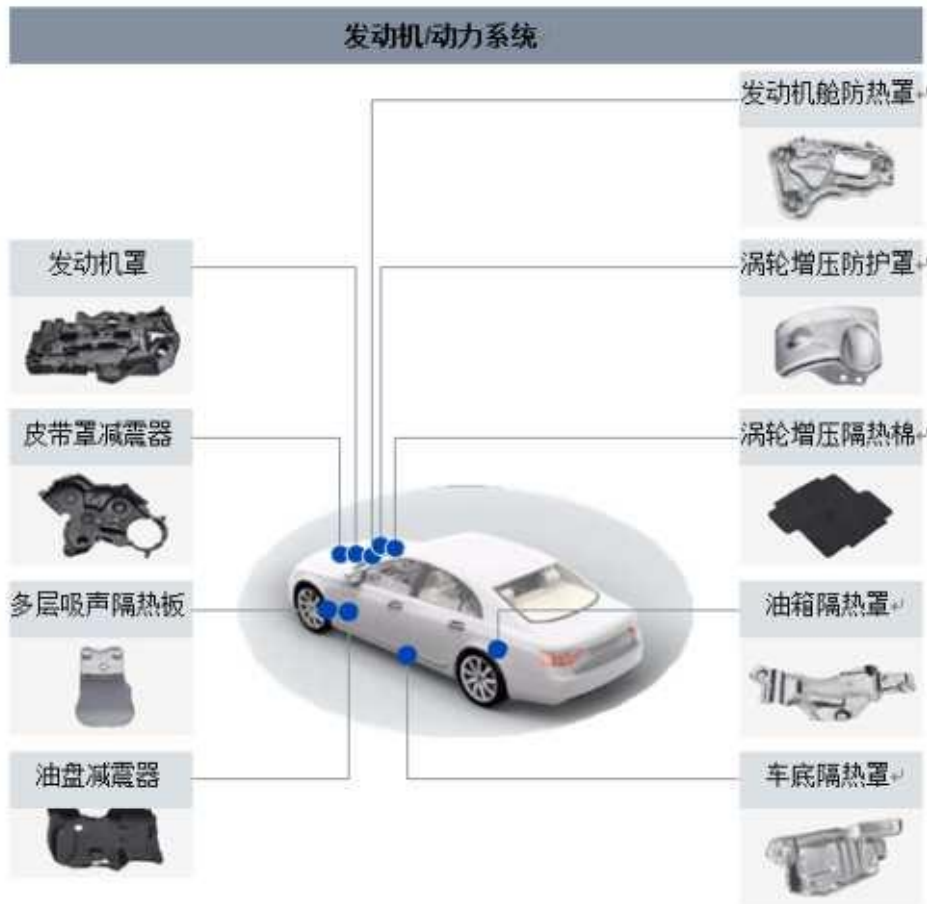 发动机/动力系统
发动机舱防热罩
发动机罩
涡轮增压防护罩
皮带罩减震器
涡轮增压隔热棉
多层吸声隔热板
油箱隔热罩
油盘减震器
车底隔热罩